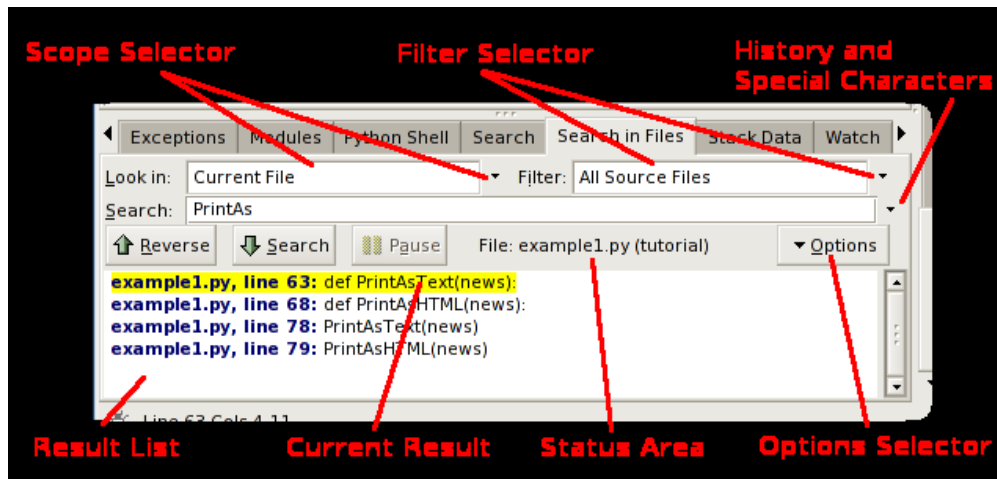 Scope Selector
Filter Selector
History and
Special Characters
Exceptions Modules Python Shell Search Search in Files Stack Data Watch
Look in: Current File Filter: All Source Files
Search: PrintAs
Reverse Search Pause File: example1.py (tutorial) Options
example1.py, line 63: def PrintAsText(news):
example1.py, line 68: def PrintAsHTML(news):
example1.py, line 78: PrintAsText(news)
example1.py, line 79: PrintAsHTML(news)
Line 63 Cols 4-11
Result List
Current Result
Status Area
Options Selector